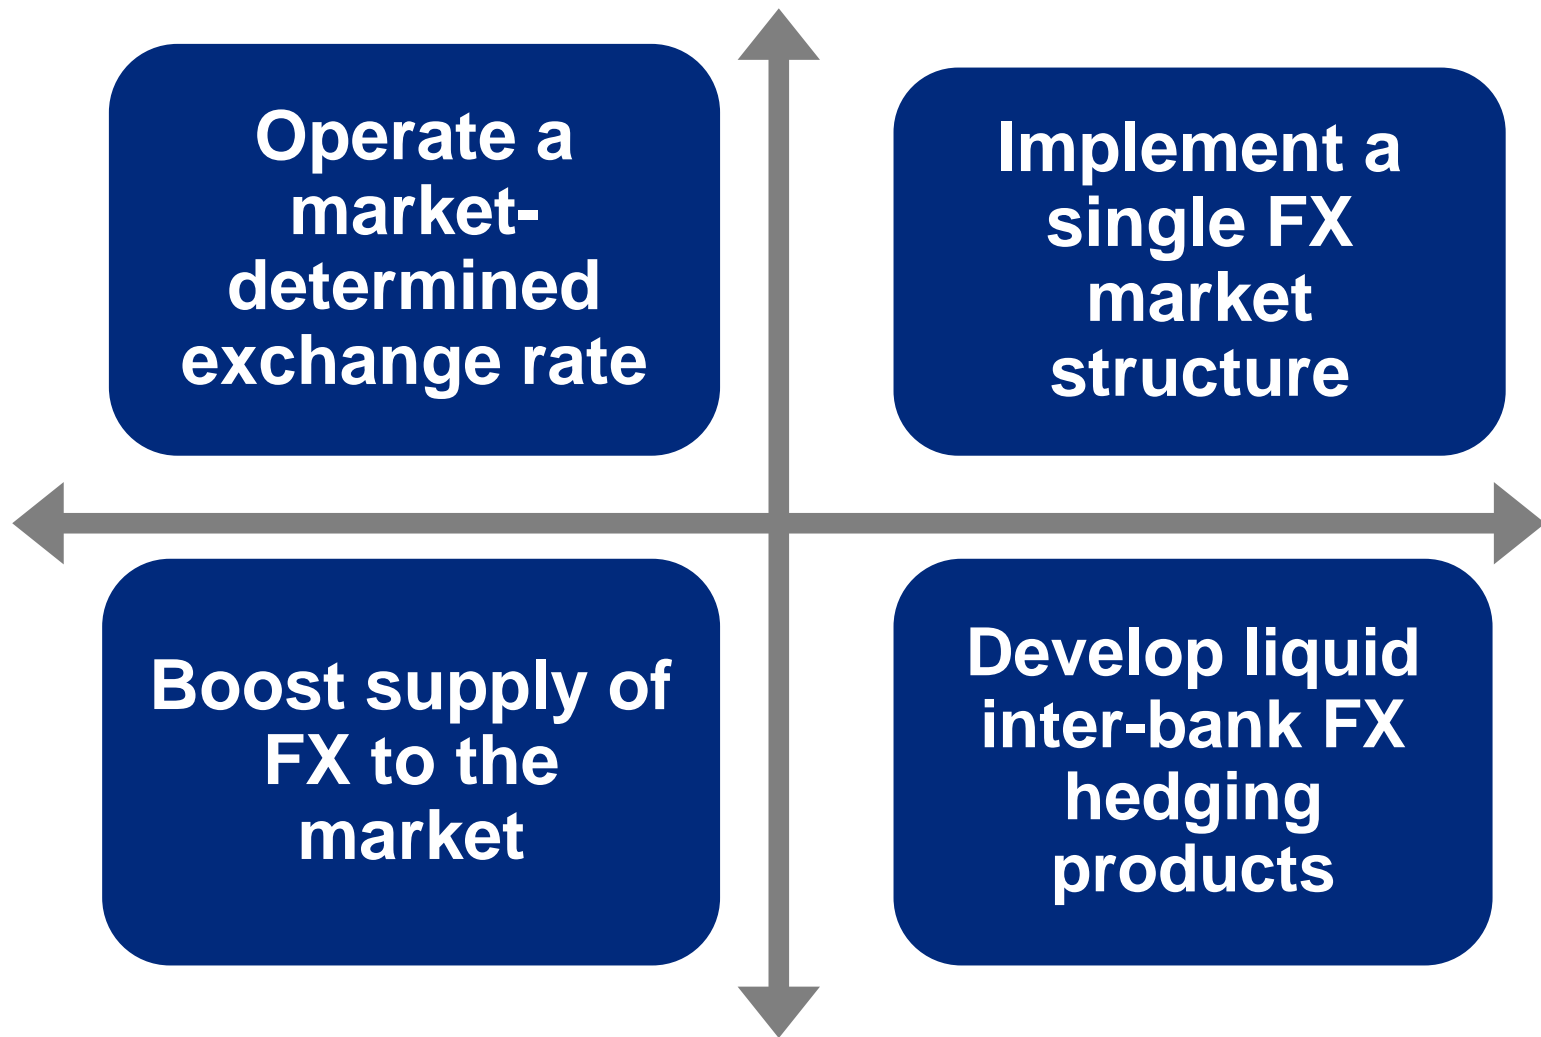 Operate a
market-
determined
exchange rate
Implement a
single FX
market
structure
Boost supply of
FX to the
market
Develop liquid
inter-bank FX
hedging
products